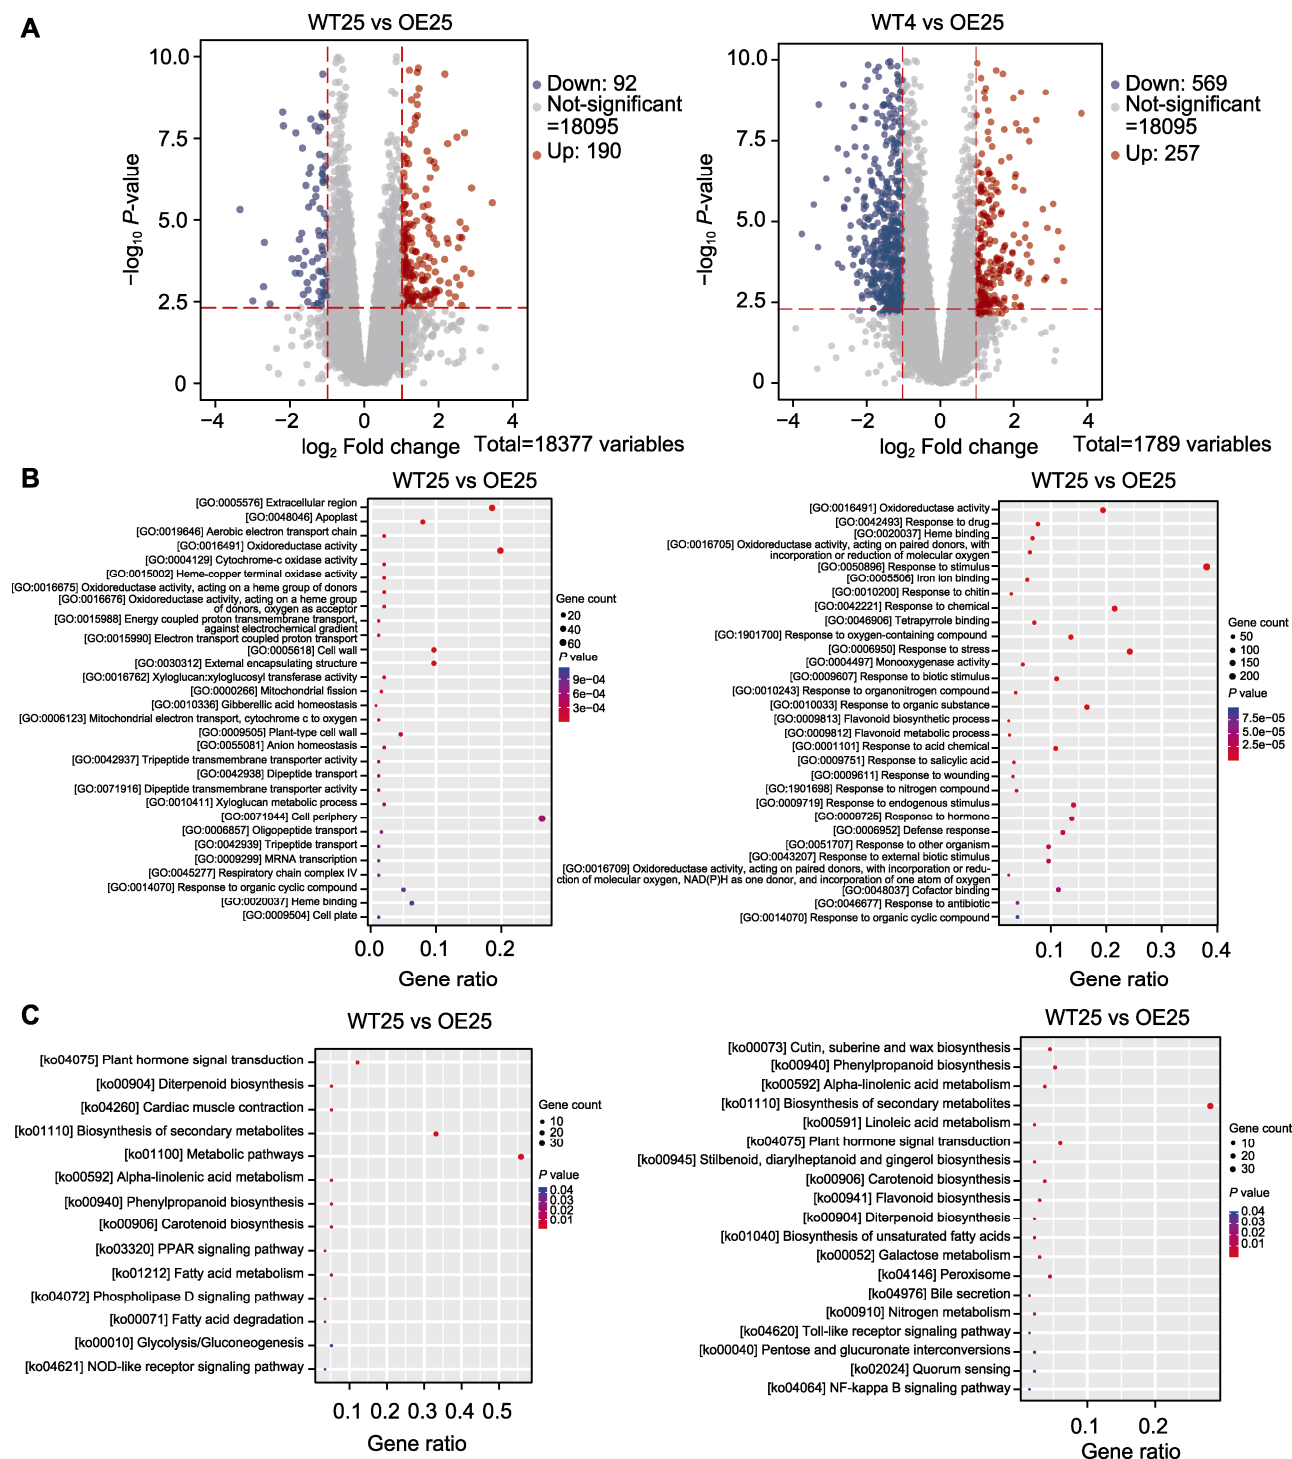 A
WT25 vs OE25
10.0
7.5
5.0
2.5
0
−log10 P-value
−4
−2
0
2
4
log2 Fold change
Total=18377 variables
Down: 92
Not-significant
=18095
Up: 190
WT4 vs OE25
10.0
7.5
5.0
2.5
0
−log10 P-value
−4
−2
0
2
4
log2 Fold change
Total=1789 variables
Down: 569
Not-significant
=18095
Up: 257
B
WT25 vs OE25
[GO:0005576] Extracellular region
[GO:0048046] Apoplast
[GO:0019646] Aerobic electron transport chain
[GO:0016491] Oxidoreductase activity
[GO:0004129] Cytochrome-c oxidase activity
[GO:0015002] Heme-copper terminal oxidase activity
[GO:0016675] Oxidoreductase activity, acting on a heme group of donors
[GO:0016676] Oxidoreductase activity, acting on a heme group
of donors, oxygen as acceptor
[GO:0015988] Energy coupled proton transmembrane transport,
against electrochemical gradient
[GO:0015990] Electron transport coupled proton transport
[GO:0005618] Cell wall
[GO:0030312] External encapsulating structure
[GO:0016762] Xyloglucan:xyloglucosyl transferase activity
[GO:0000266] Mitochondrial fission
[GO:0010336] Gibberellic acid homeostasis
[GO:0006123] Mitochondrial electron transport, cytochrome c to oxygen
[GO:0009505] Plant-type cell wall
[GO:0055081] Anion homeostasis
[GO:0042937] Tripeptide transmembrane transporter activity
[GO:0042938] Dipeptide transport
[GO:0071916] Dipeptide transmembrane transporter activity
[GO:0010411] Xyloglucan metabolic process
[GO:0071944] Cell periphery
[GO:0006857] Oligopeptide transport
[GO:0042939] Tripeptide transport
[GO:0009299] MRNA transcription
[GO:0045277] Respiratory chain complex IV
[GO:0014070] Response to organic cyclic compound
[GO:0020037] Heme binding
[GO:0009504] Cell plate
0.0
0.1
0.2
Gene ratio
Gene count
20
40
60
P value
9e−04
6e−04
3e−04
WT25 vs OE25
[GO:0016491] Oxidoreductase activity
[GO:0042493] Response to drug
[GO:0020037] Heme binding
[GO:0016705] Oxidoreductase activity, acting on paired donors, with
incorporation or reduction of molecular oxygen
[GO:0050896] Response to stimulus
[GO:0005506] Iron ion binding
[GO:0010200] Response to chitin
[GO:0042221] Response to chemical
[GO:0046906] Tetrapyrrole binding
[GO:1901700] Response to oxygen-containing compound
[GO:0006950] Response to stress
[GO:0004497] Monooxygenase activity
[GO:0009607] Response to biotic stimulus
[GO:0010243] Response to organonitrogen compound
[GO:0010033] Response to organic substance
[GO:0009813] Flavonoid biosynthetic process
[GO:0009812] Flavonoid metabolic process
[GO:0001101] Response to acid chemical
[GO:0009751] Response to salicylic acid
[GO:0009611] Response to wounding
[GO:1901698] Response to nitrogen compound
[GO:0009719] Response to endogenous stimulus
[GO:0009725] Response to hormone
[GO:0006952] Defense response
[GO:0051707] Response to other organism
[GO:0043207] Response to external biotic stimulus
[GO:0016709] Oxidoreductase activity, acting on paired donors, with incorporation or redu-
ction of molecular oxygen, NAD(P)H as one donor, and incorporation of one atom of oxygen
[GO:0048037] Cofactor binding
[GO:0046677] Response to antibiotic
[GO:0014070] Response to organic cyclic compound
0.1
0.2
0.3
0.4
Gene ratio
Gene count
50
100
150
200
P value
7.5e−05
5.0e−05
2.5e−05
C
WT25 vs OE25
[ko04075] Plant hormone signal transduction
[ko00904] Diterpenoid biosynthesis
[ko04260] Cardiac muscle contraction
[ko01110] Biosynthesis of secondary metabolites
[ko01100] Metabolic pathways
[ko00592] Alpha-linolenic acid metabolism
[ko00940] Phenylpropanoid biosynthesis
[ko00906] Carotenoid biosynthesis
[ko03320] PPAR signaling pathway
[ko01212] Fatty acid metabolism
[ko04072] Phospholipase D signaling pathway
[ko00071] Fatty acid degradation
[ko00010] Glycolysis/Gluconeogenesis
[ko04621] NOD-like receptor signaling pathway
0.1 0.2 0.3 0.4 0.5
Gene ratio
Gene count
10
20
30
P value
0.04
0.03
0.02
0.01
WT25 vs OE25
[ko00073] Cutin, suberine and wax biosynthesis
[ko00940] Phenylpropanoid biosynthesis
[ko00592] Alpha-linolenic acid metabolism
[ko01110] Biosynthesis of secondary metabolites
[ko00591] Linoleic acid metabolism
[ko04075] Plant hormone signal transduction
[ko00945] Stilbenoid, diarylheptanoid and gingerol biosynthesis
[ko00906] Carotenoid biosynthesis
[ko00941] Flavonoid biosynthesis
[ko00904] Diterpenoid biosynthesis
[ko01040] Biosynthesis of unsaturated fatty acids
[ko00052] Galactose metabolism
[ko04146] Peroxisome
[ko04976] Bile secretion
[ko00910] Nitrogen metabolism
[ko04620] Toll-like receptor signaling pathway
[ko00040] Pentose and glucuronate interconversions
[ko02024] Quorum sensing
[ko04064] NF-kappa B signaling pathway
0.1
0.2
Gene ratio
Gene count
10
20
30
P value
0.04
0.03
0.02
0.01